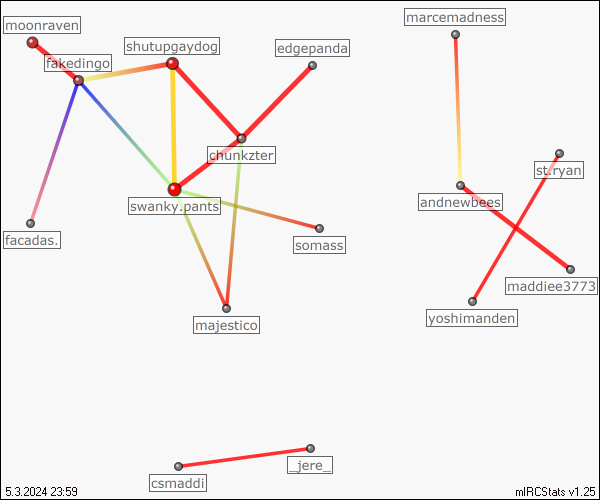 marcemadness
moonraven
shutupgaydog
edgepanda
fakedingo
chunkzter
st.ryan
andnewbees
swanky.pants
facadas.
somass
maddiee3773
majestico
yoshimanden
_jere_
csmaddi
5.3.2024 23:59
mIRCStats v1.25